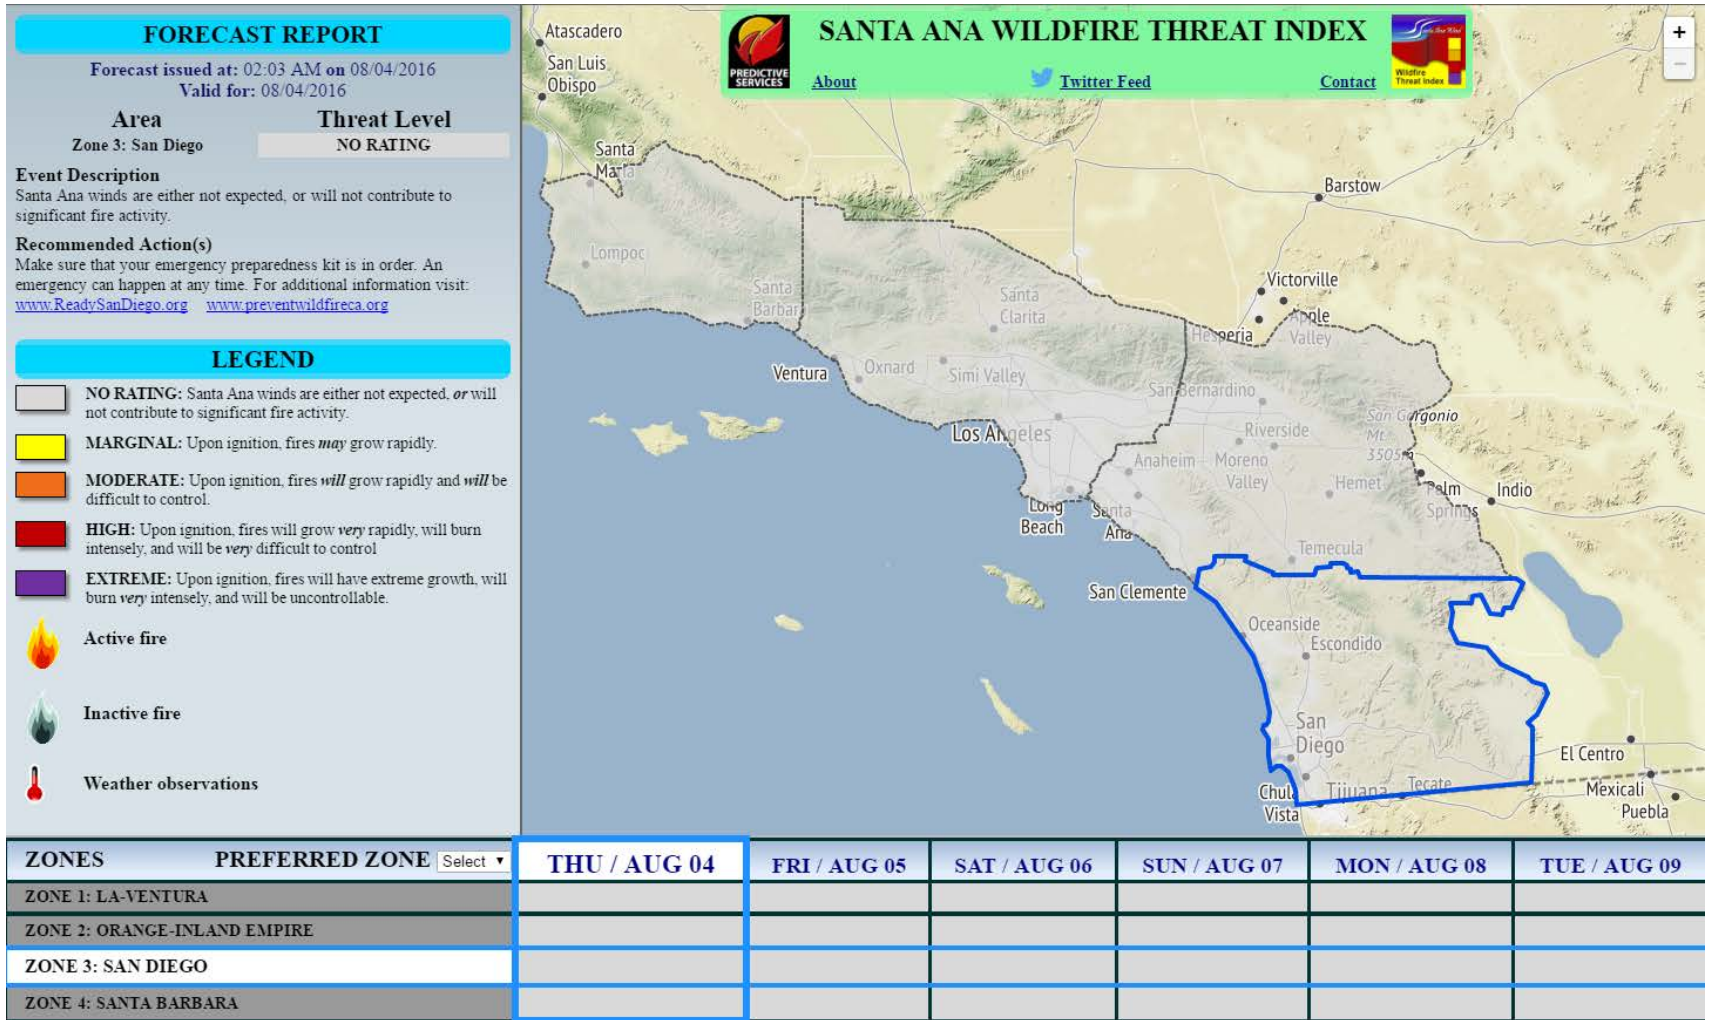 FORECAST REPORT
Forecast issued at: 02:03 AM on 08/04/2016
Valid for: 08/04/2016
Area Threat Level
Zone 3: San Diego NO RATING
Event Description
Santa Ana winds are either not expected, or will not contribute to
significant fire activity.
Recommended Action(s)
Make sure that your emergency preparedness kit is in order. An
emergency can happen at any time. For additional information visit:
www.ReadySanDiego.org www.preventwildfireca.org
LEGEND
NO RATING: Santa Ana winds are either not expected, or will
not contribute to significant fire activity.
MARGINAL: Upon ignition, fires may grow rapidly.
MODERATE: Upon ignition, fires will grow rapidly and will be
difficult to control.
HIGH: Upon ignition, fires will grow very rapidly, will burn
intensely, and will be very difficult to control
EXTREME: Upon ignition, fires will have extreme growth, will
burn very intensely, and will be uncontrollable.
Active fire
Inactive fire
Weather observations
PREDICTIVE
SERVICES
SANTA ANA WILDFIRE THREAT INDEX
About Twitter Feed Contact
Santa Ana Wind
Wildfire
Threat Index
+
−
Atascadero
San Luis
Obispo
Santa
Maria
Barstow
Lompoc
Santa
Barbar
Victorville
Santa
Clarita
Apple
Valley
Hesperia
Ventura
Oxnard
Simi Valley
San Bernardino
San Gorgonio
Mt.
3505m
Los Angeles
Riverside
Anaheim
Moreno
Valley
Hemet
Palm
Springs
Indio
Long
Beach
Santa
Ana
Temecula
San Clemente
Oceanside
Escondido
San
Diego
El Centro
Chula
Vista
Tijuana
Tecate
Mexicali
Puebla
ZONES PREFERRED ZONE Select THU / AUG 04 FRI / AUG 05 SAT / AUG 06 SUN / AUG 07 MON / AUG 08 TUE / AUG 09
ZONE 1: LA-VENTURA
ZONE 2: ORANGE-INLAND EMPIRE
ZONE 3: SAN DIEGO
ZONE 4: SANTA BARBARA